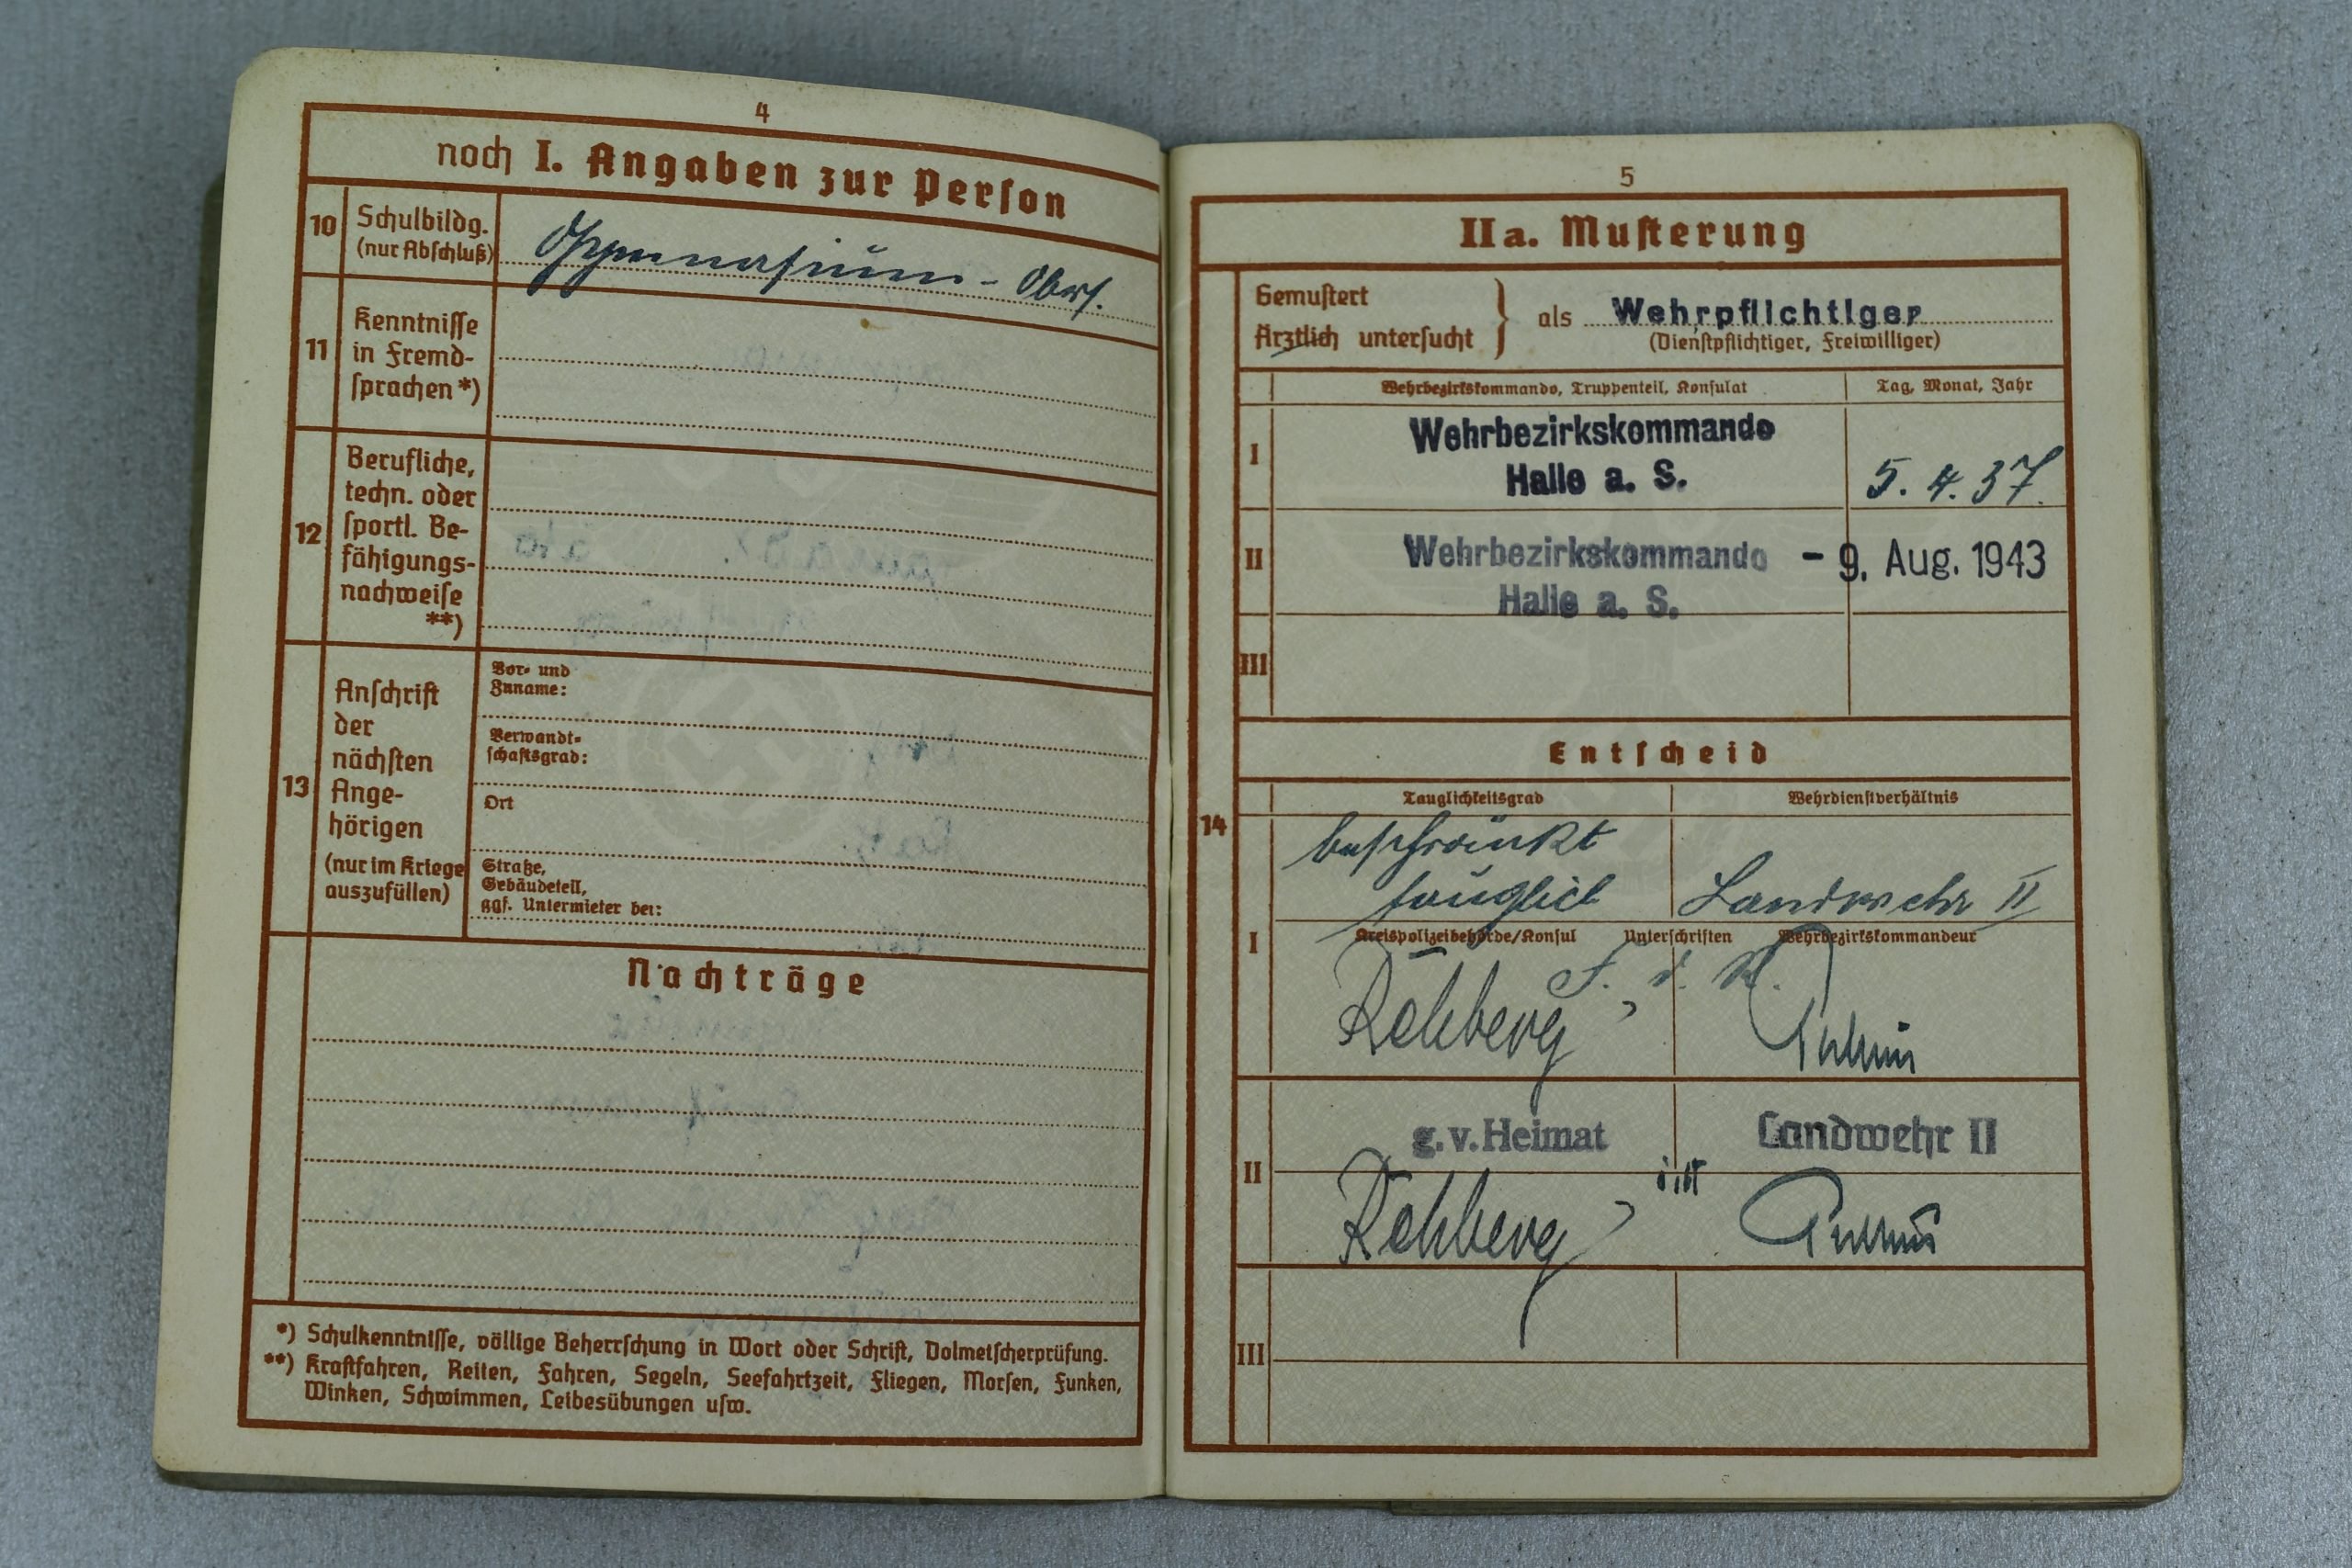 4
noch I. Angaben zur Person
10 Schulbildg. (nur Abschluß)
Gymnasium - Obers.
11 Kenntnisse in Fremd-
sprachen *)
12 Berufliche,
techn. oder
sportl. Be-
fähigungs-
nachweise
**)
13 Anschrift
der
nächsten
Ange-
hörigen
(nur im Kriege
auszufüllen)
Vor- und
Zuname:
Verwandt-
schaftsgrad:
Ort
Straße,
Gebäudeteil,
ggf. Untermieter bei:
Nachträge
*) Schulkenntnisse, völlige Beherrschung in Wort oder Schrift, Dolmetscherprüfung.
**) Kraftfahren, Reiten, Fahren, Segeln, Seefahrtzeit, Fliegen, Morsen, Funken,
Winken, Schwimmen, Leibesübungen usw.
5
IIa. Musterung
Gemustert
Ärztlich untersucht } als Wehrpflichtiger
(Dienstpflichtiger, Freiwilliger)
Wehrbezirkskommando, Truppenteil, Konsulat Tag, Monat, Jahr
I Wehrbezirkskommando
Halle a. S. 5. 4. 37.
II Wehrbezirkskommando - 9. Aug. 1943
Halle a. S.
III
Entscheid
14
Tauglichkeitsgrad Wehrdienstverhältnis
beschränkt
tauglich Landwehr II
I Kreispolizeibehörde/Konsul Unterschriften Wehrbezirkskommandeur
F. d. R.
Rehberg
g.v.Heimat Landwehr II
II
Rehberg
III